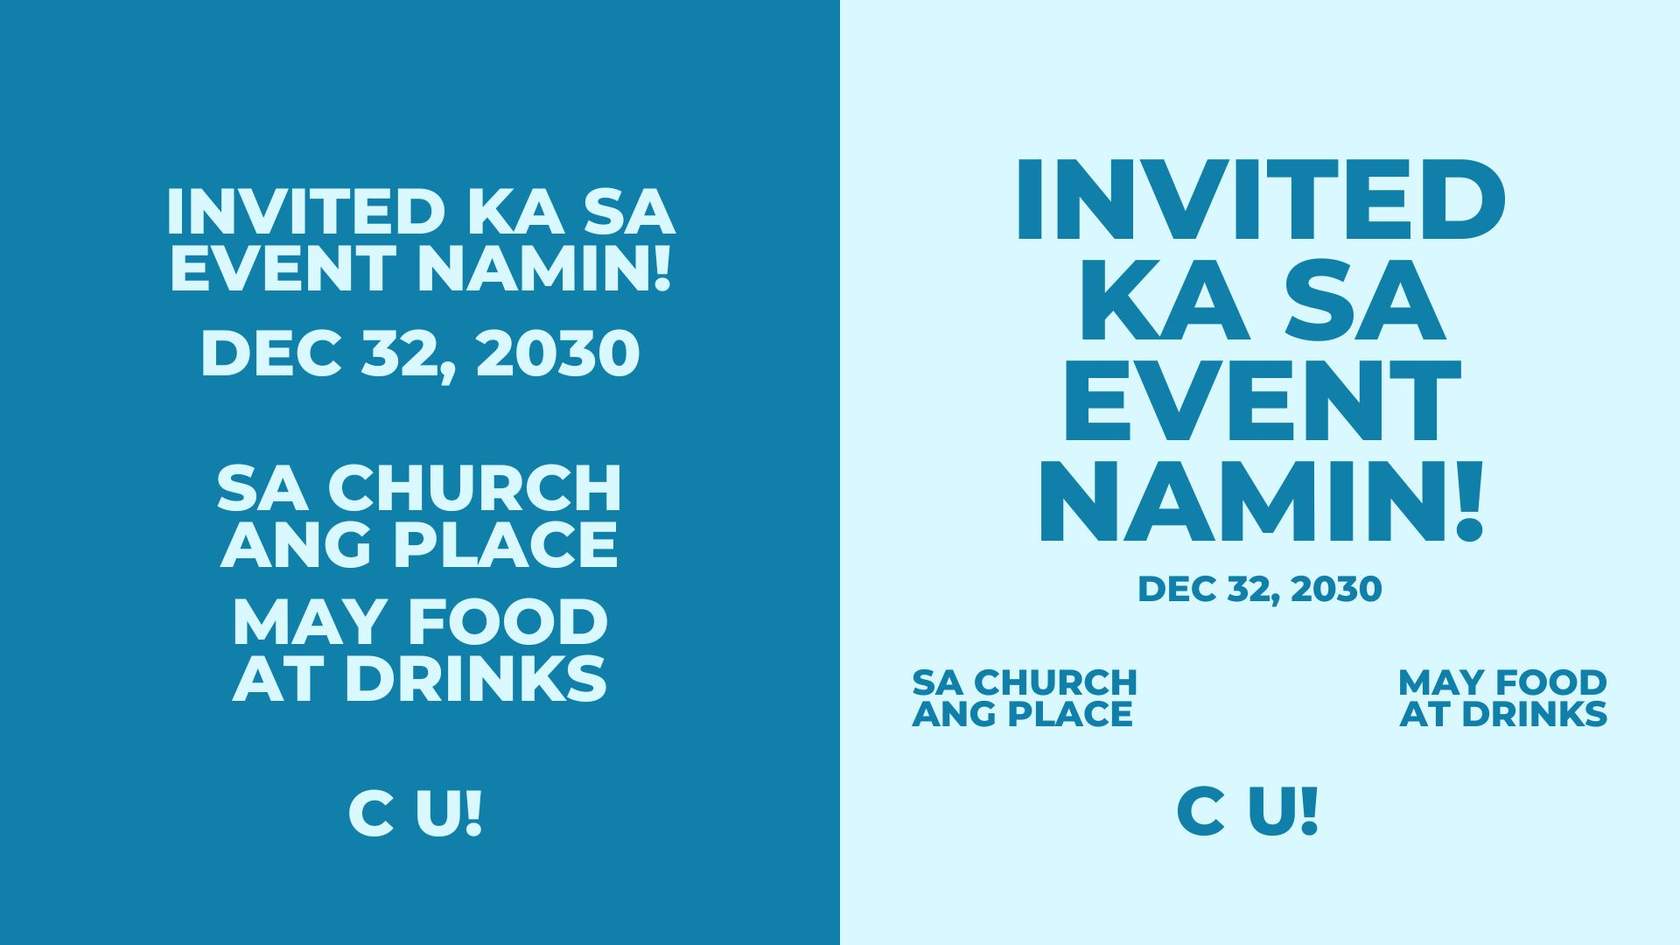 INVITED KA SA
EVENT NAMIN!
DEC 32, 2030
SA CHURCH
ANG PLACE
MAY FOOD
AT DRINKS
C U!
INVITED
KA SA
EVENT
NAMIN!
DEC 32, 2030
SA CHURCH
ANG PLACE
MAY FOOD
AT DRINKS
C U!